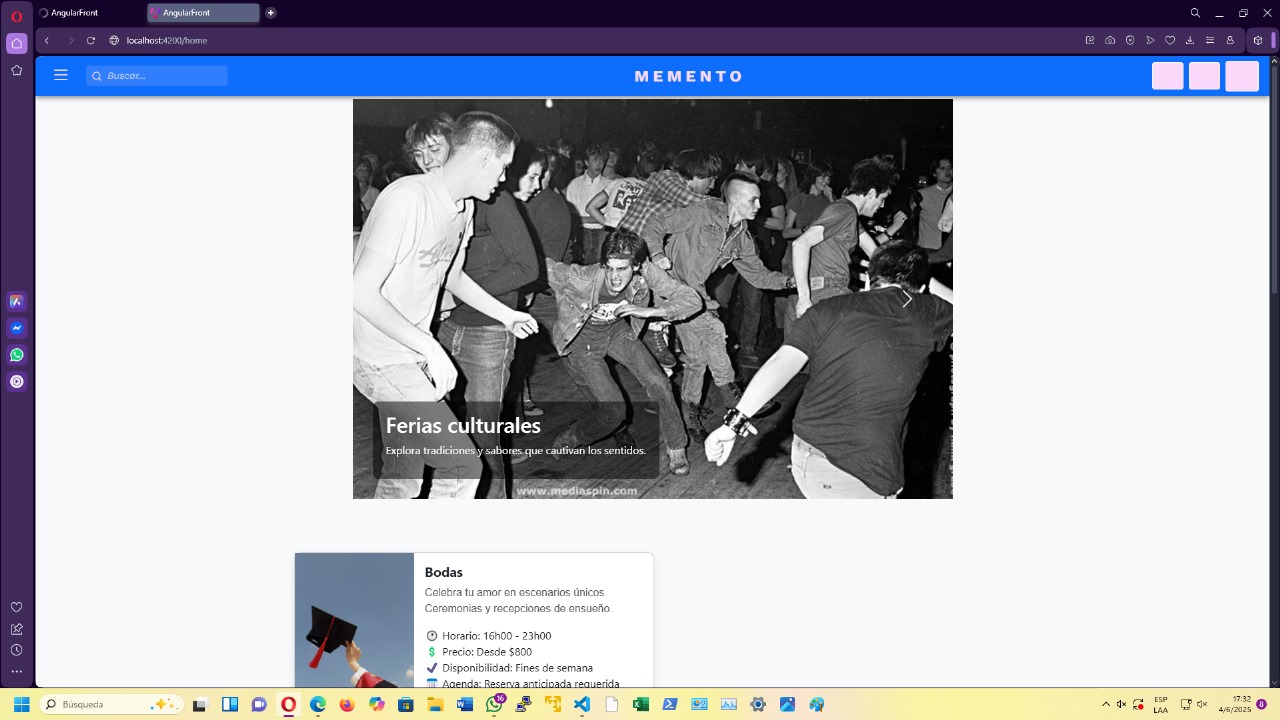 AngularFront
AngularFront
localhost:4200/home
Buscar...
MEMENTO
Ferias culturales
Explora tradiciones y sabores que cautivan los sentidos.
www.mediaspin.com
Bodas
Celebra tu amor en escenarios únicos.
Ceremonias y recepciones de ensueño.
Horario: 16h00 - 23h00
Precio: Desde $800
Disponibilidad: Fines de semana
Agenda: Reserva anticipada requerida
Búsqueda
16
ESP
LAA
17:32
4/6/2025
8